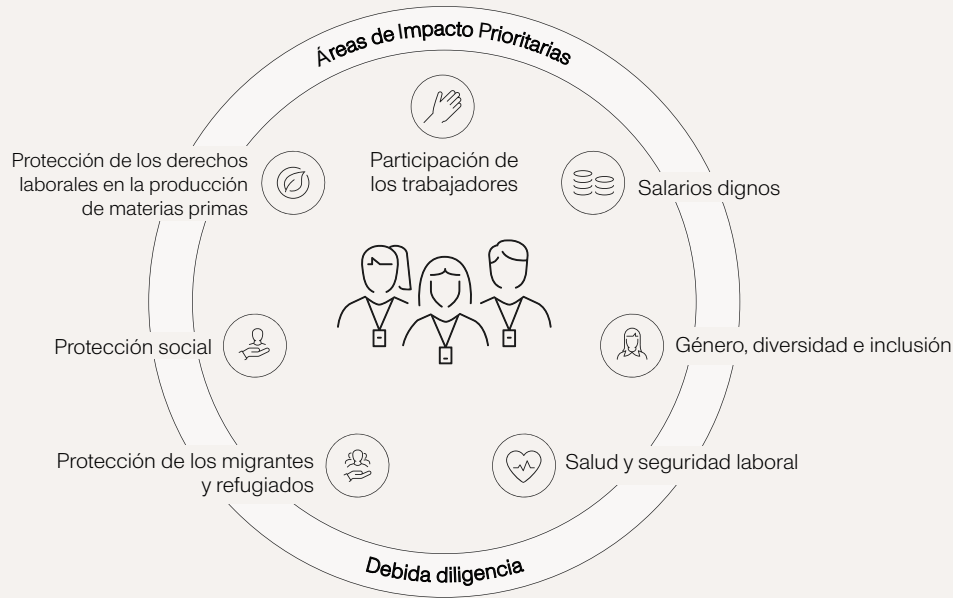 Áreas de Impacto Prioritarias
Participación de
los trabajadores
Protección de los derechos
laborales en la producción
de materias primas
Salarios dignos
Protección social
Género, diversidad e inclusión
Protección de los migrantes
y refugiados
Salud y seguridad laboral
Debida diligencia